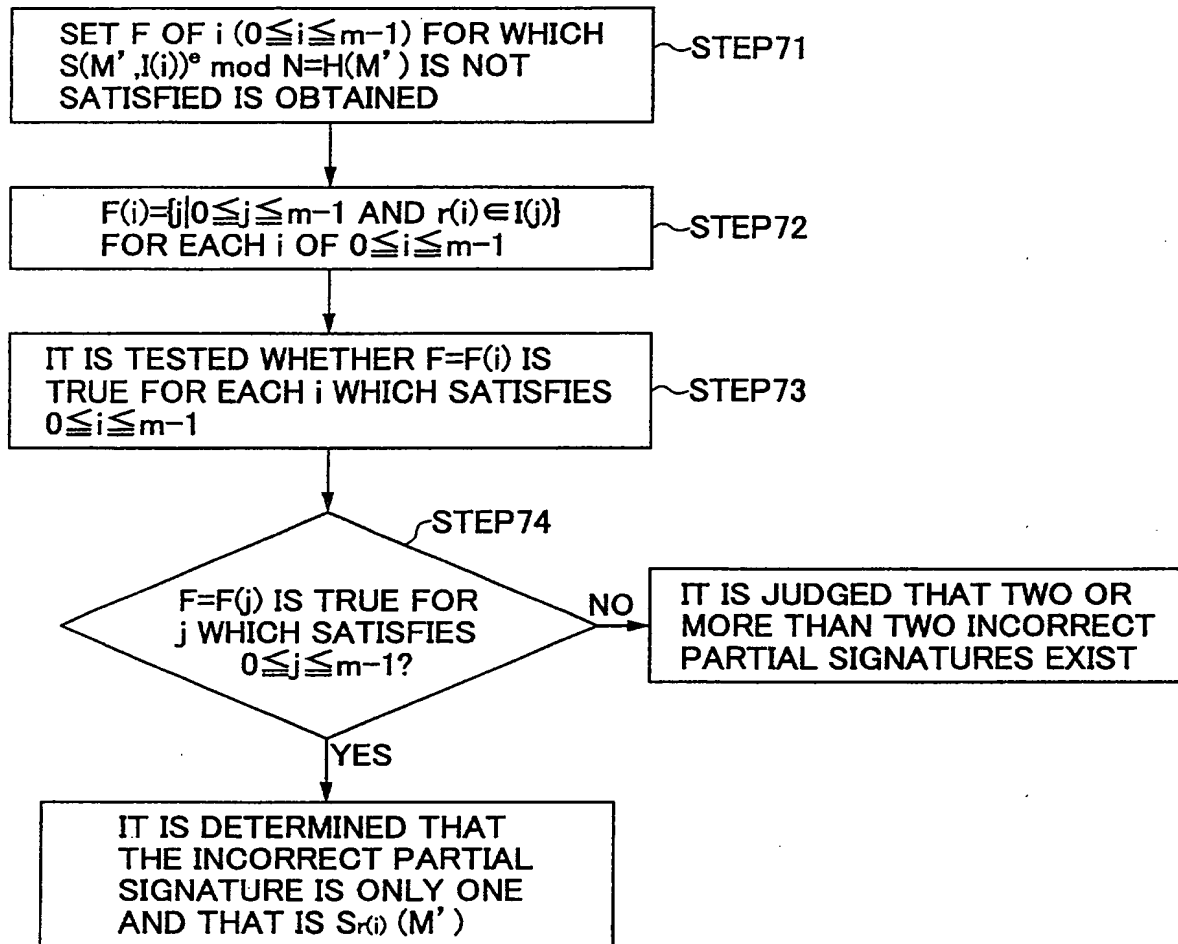 SET F OF i (0≦i≦m-1) FOR WHICH
S(M',I(i))ᵉ mod N=H(M') IS NOT
SATISFIED IS OBTAINED
STEP71
F(i)={j|0≦j≦m-1 AND r(i)∈I(j)}
FOR EACH i OF 0≦i≦m-1
STEP72
IT IS TESTED WHETHER F=F(i) IS
TRUE FOR EACH i WHICH SATISFIES
0≦i≦m-1
STEP73
STEP74
F=F(j) IS TRUE FOR
j WHICH SATISFIES
0≦j≦m-1?
NO
IT IS JUDGED THAT TWO OR
MORE THAN TWO INCORRECT
PARTIAL SIGNATURES EXIST
YES
IT IS DETERMINED THAT
THE INCORRECT PARTIAL
SIGNATURE IS ONLY ONE
AND THAT IS Sr(i) (M')